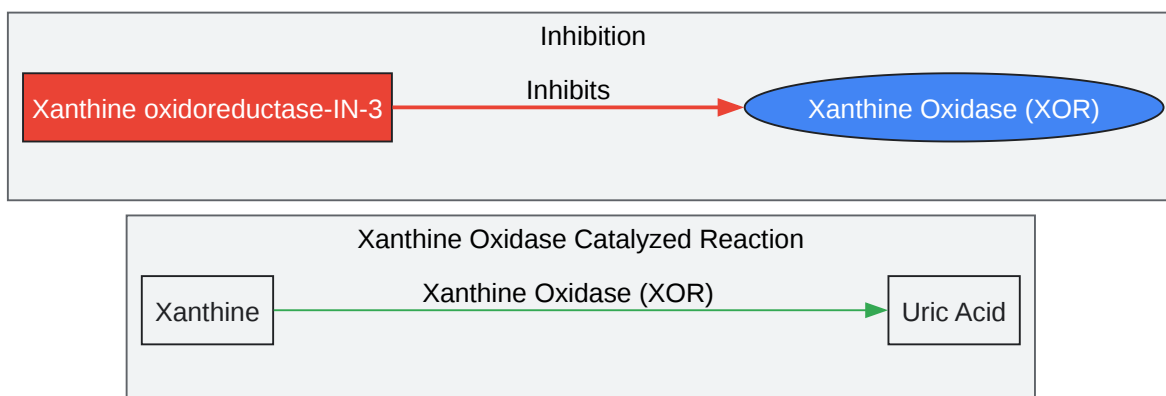 Inhibition
Xanthine oxidoreductase-IN-3
Inhibits
Xanthine Oxidase (XOR)
Xanthine Oxidase Catalyzed Reaction
Xanthine
Xanthine Oxidase (XOR)
Uric Acid